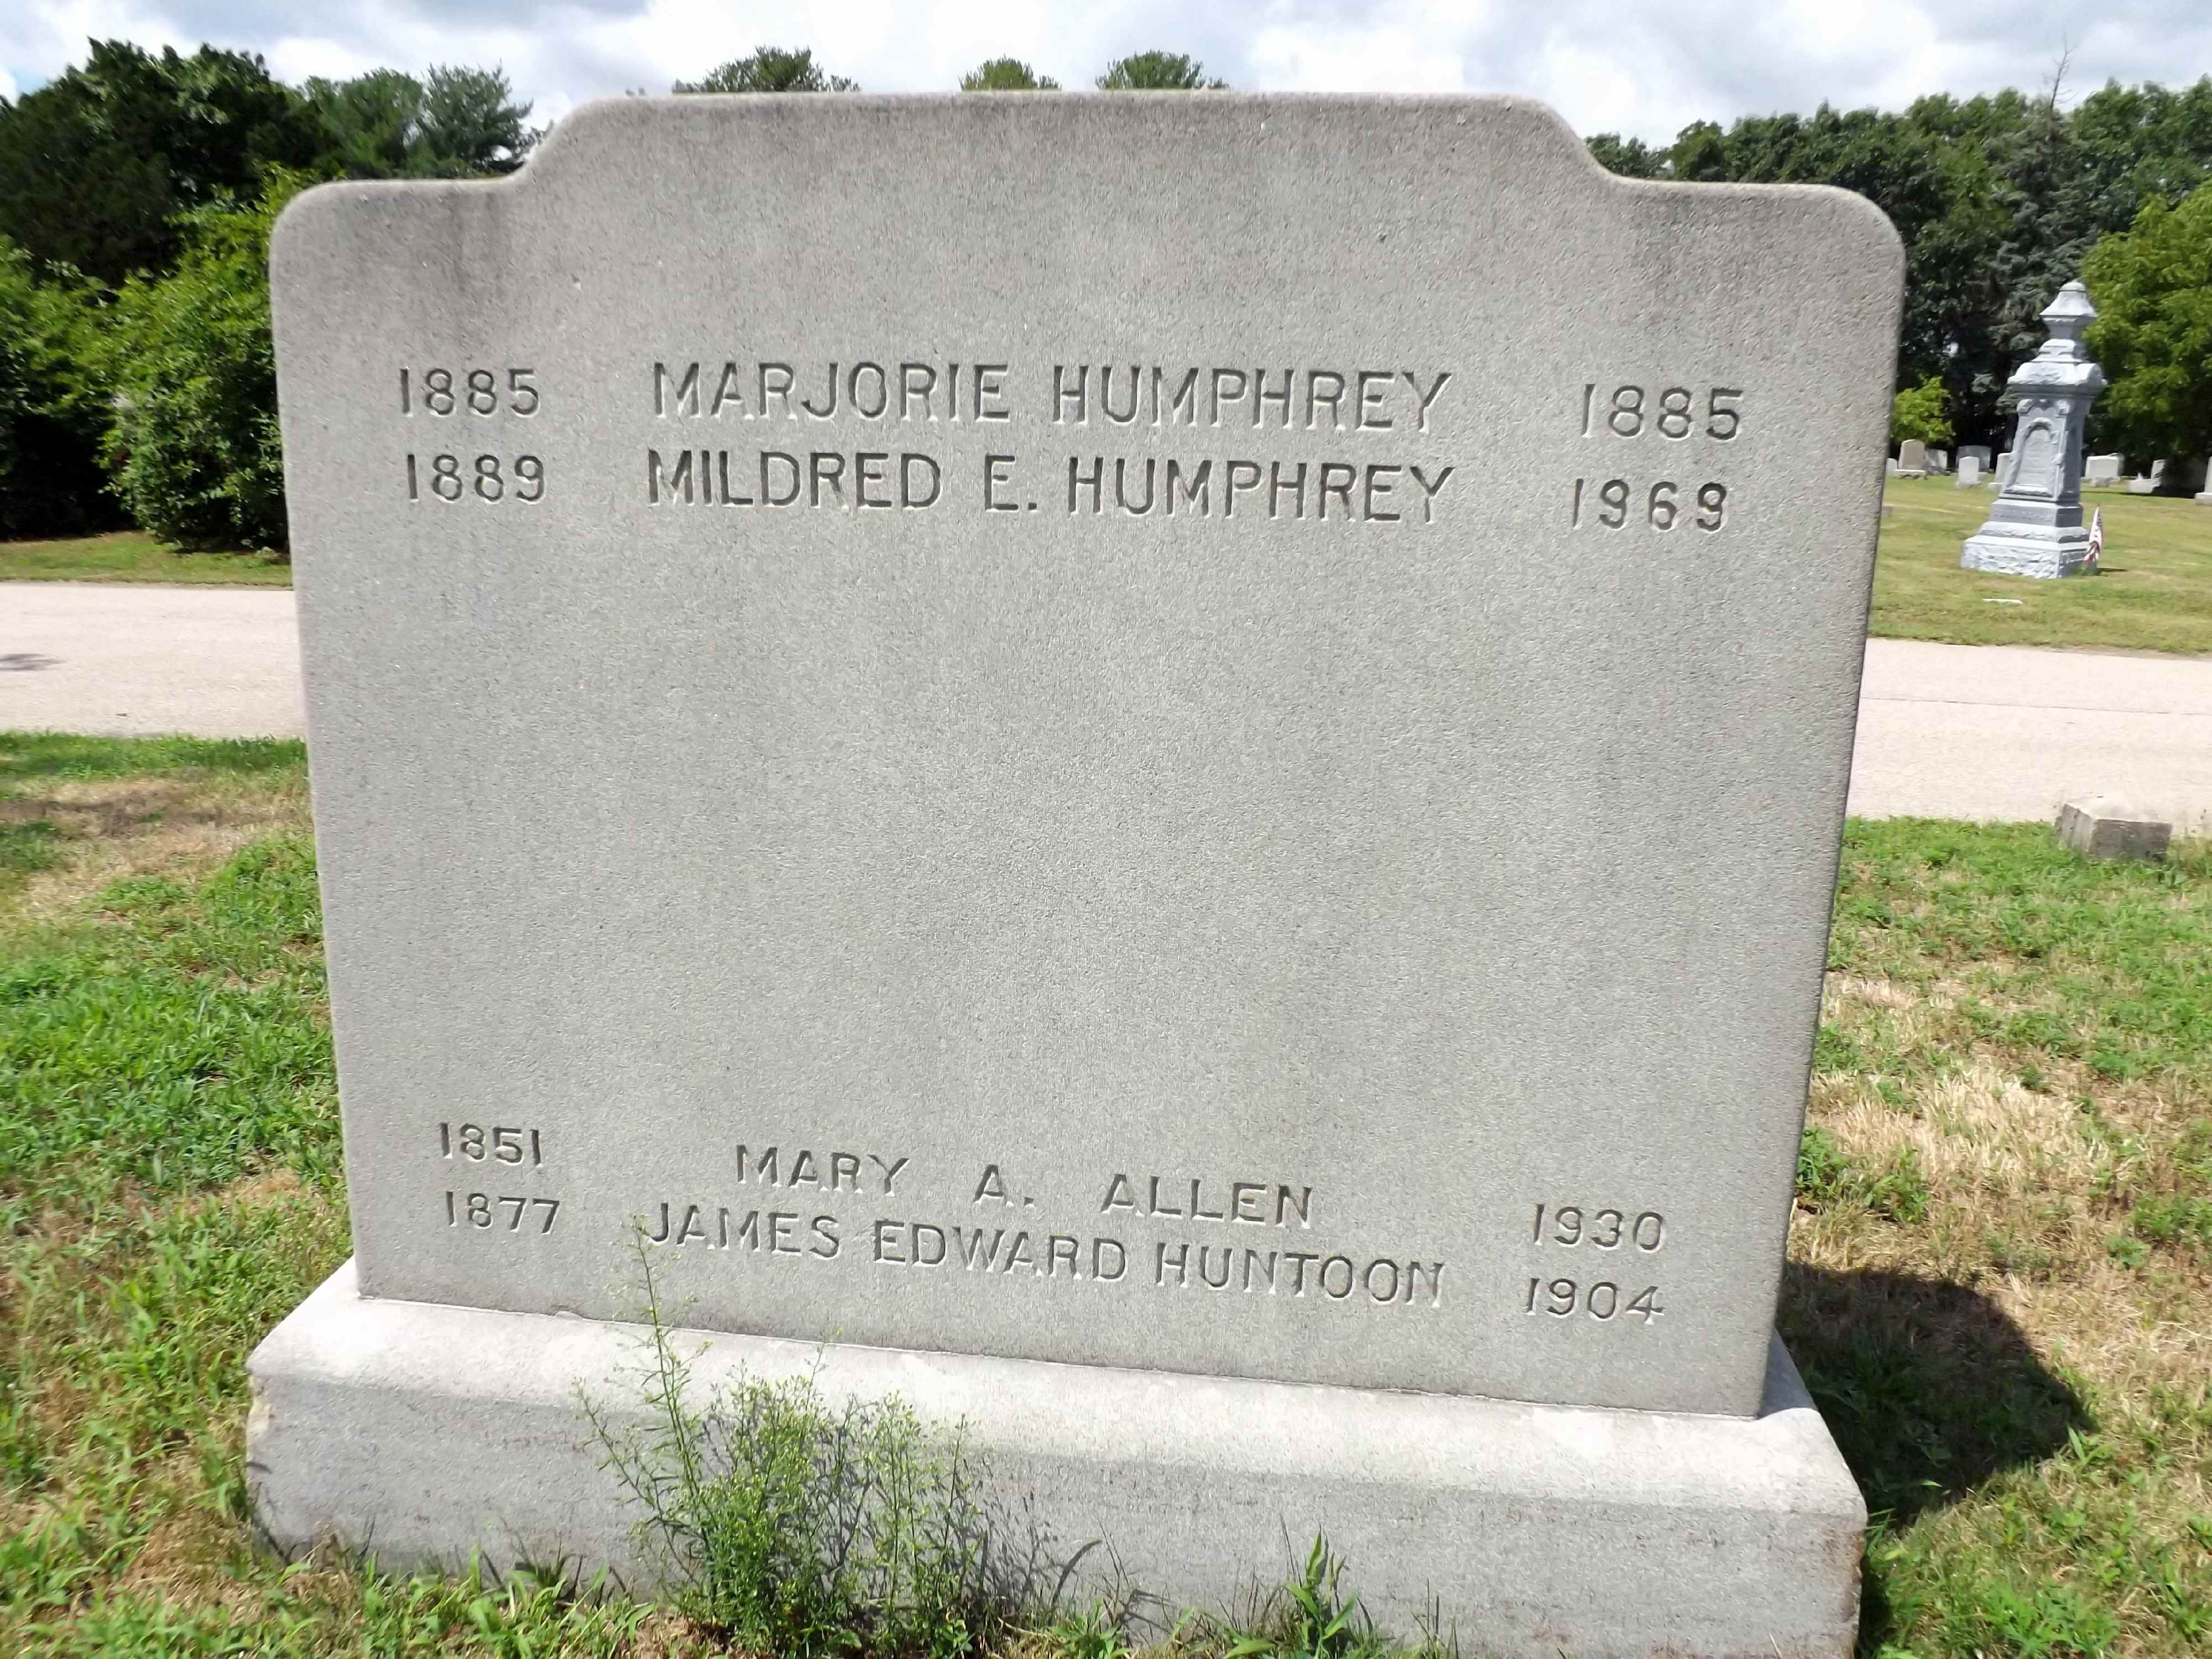 1885 MARJORIE HUMPHREY 1885
1889 MILDRED E. HUMPHREY 1969
1851 MARY A. ALLEN 1930
1877 JAMES EDWARD HUNTOON 1904